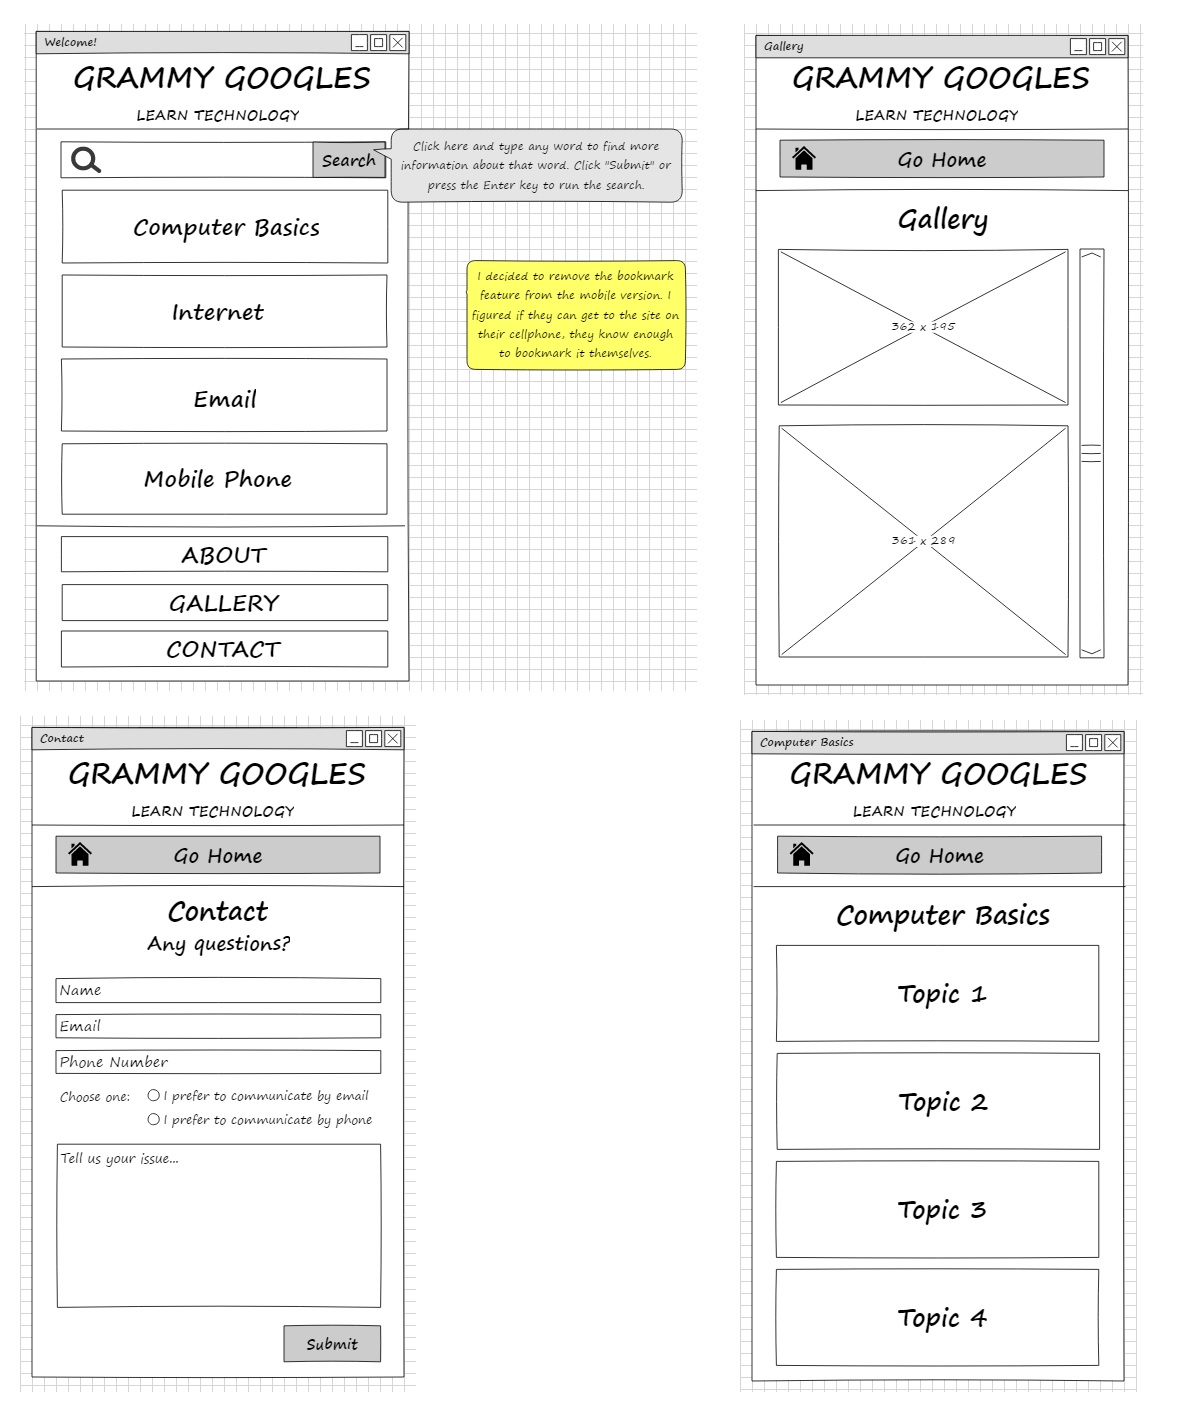 Welcome!
GRAMMY GOOGLES
LEARN TECHNOLOGY
Search
Click here and type any word to find more
information about that word. Click "Submit" or
press the Enter key to run the search.
Computer Basics
Internet
Email
Mobile Phone
ABOUT
GALLERY
CONTACT
I decided to remove the bookmark
feature from the mobile version. I
figured if they can get to the site on
their cellphone, they know enough
to bookmark it themselves.
Gallery
GRAMMY GOOGLES
LEARN TECHNOLOGY
Go Home
Gallery
362 x 195
361 x 289
Contact
GRAMMY GOOGLES
LEARN TECHNOLOGY
Go Home
Contact
Any questions?
Name
Email
Phone Number
Choose one: I prefer to communicate by email
I prefer to communicate by phone
Tell us your issue...
Submit
Computer Basics
GRAMMY GOOGLES
LEARN TECHNOLOGY
Go Home
Computer Basics
Topic 1
Topic 2
Topic 3
Topic 4